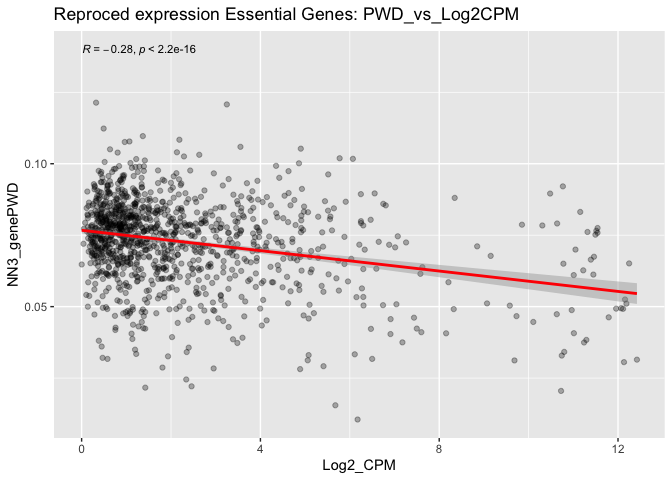 Reproced expression Essential Genes: PWD_vs_Log2CPM
R = −0.28, p < 2.2e-16
0.10
0.05
NN3_genePWD
0
4
8
12
Log2_CPM